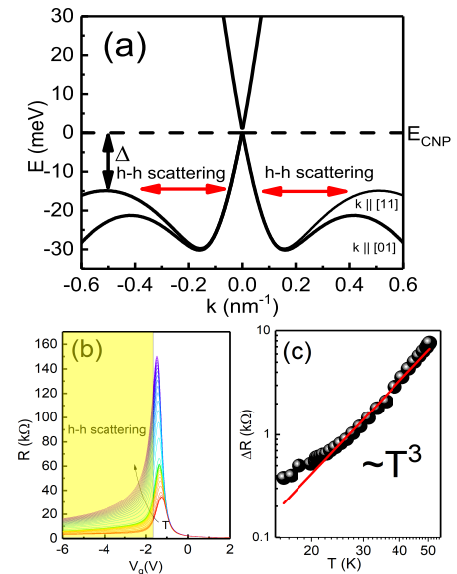 30
20
10
0
-10
-20
-30
E (meV)
(a)
E_CNP
Δ
h-h scattering
h-h scattering
k || [11]
k || [01]
-0.6 -0.4 -0.2 0.0 0.2 0.4 0.6
k (nm⁻¹)
(b)
160
140
120
100
80
60
40
20
0
R (kΩ)
h-h scattering
T
-6 -4 -2 0 2
V_g(V)
(c)
10
1
0.1
ΔR (kΩ)
~T³
20 30 40 50
T (K)